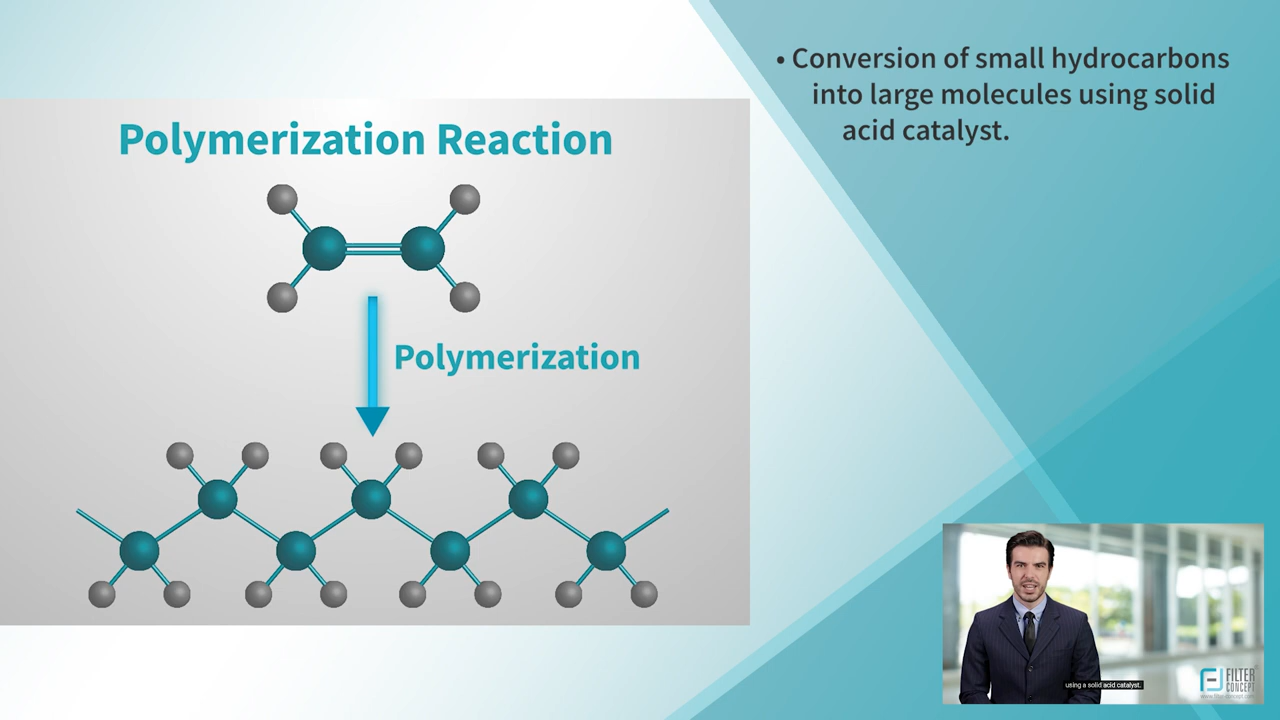 • Conversion of small hydrocarbons
into large molecules using solid
acid catalyst.
Polymerization Reaction
Polymerization
using a solid acid catalyst.
FILTER
CONCEPT